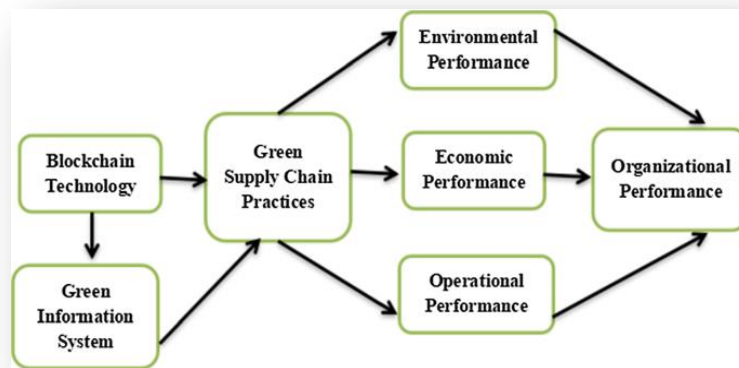 Environmental
Performance
Green
Supply Chain
Practices
Blockchain
Technology
Economic
Performance
Organizational
Performance
Green
Information
System
Operational
Performance